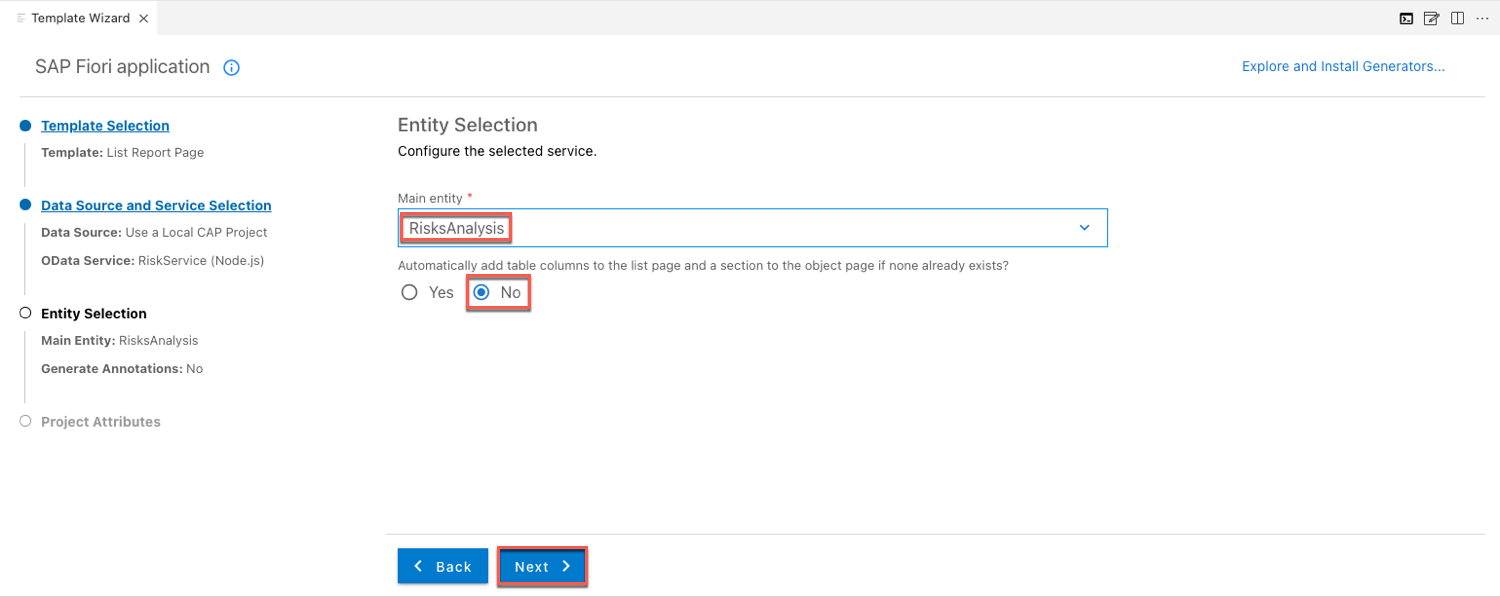 Template Wizard
SAP Fiori application
Explore and Install Generators...
Template Selection
Template: List Report Page
Data Source and Service Selection
Data Source: Use a Local CAP Project
OData Service: RiskService (Node.js)
Entity Selection
Main Entity: RisksAnalysis
Generate Annotations: No
Project Attributes
Entity Selection
Configure the selected service.
Main entity *
RisksAnalysis
Automatically add table columns to the list page and a section to the object page if none already exists?
Yes No
Back Next